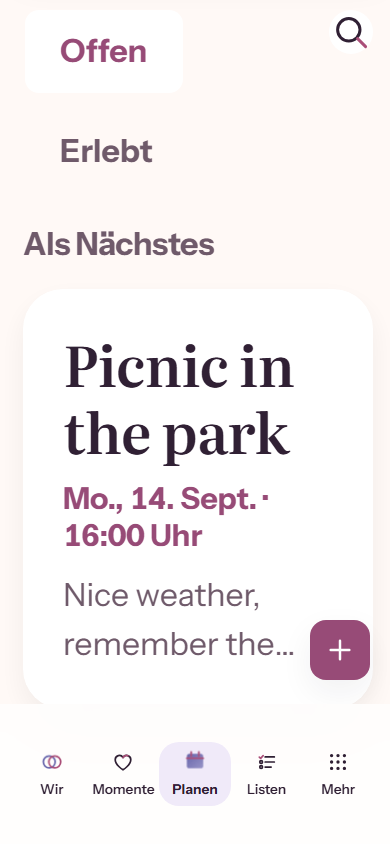 Offen
Erlebt
Als Nächstes
Picnic in
the park
Mo., 14. Sept. ·
16:00 Uhr
Nice weather,
remember the...
Wir
Momente
Planen
Listen
Mehr